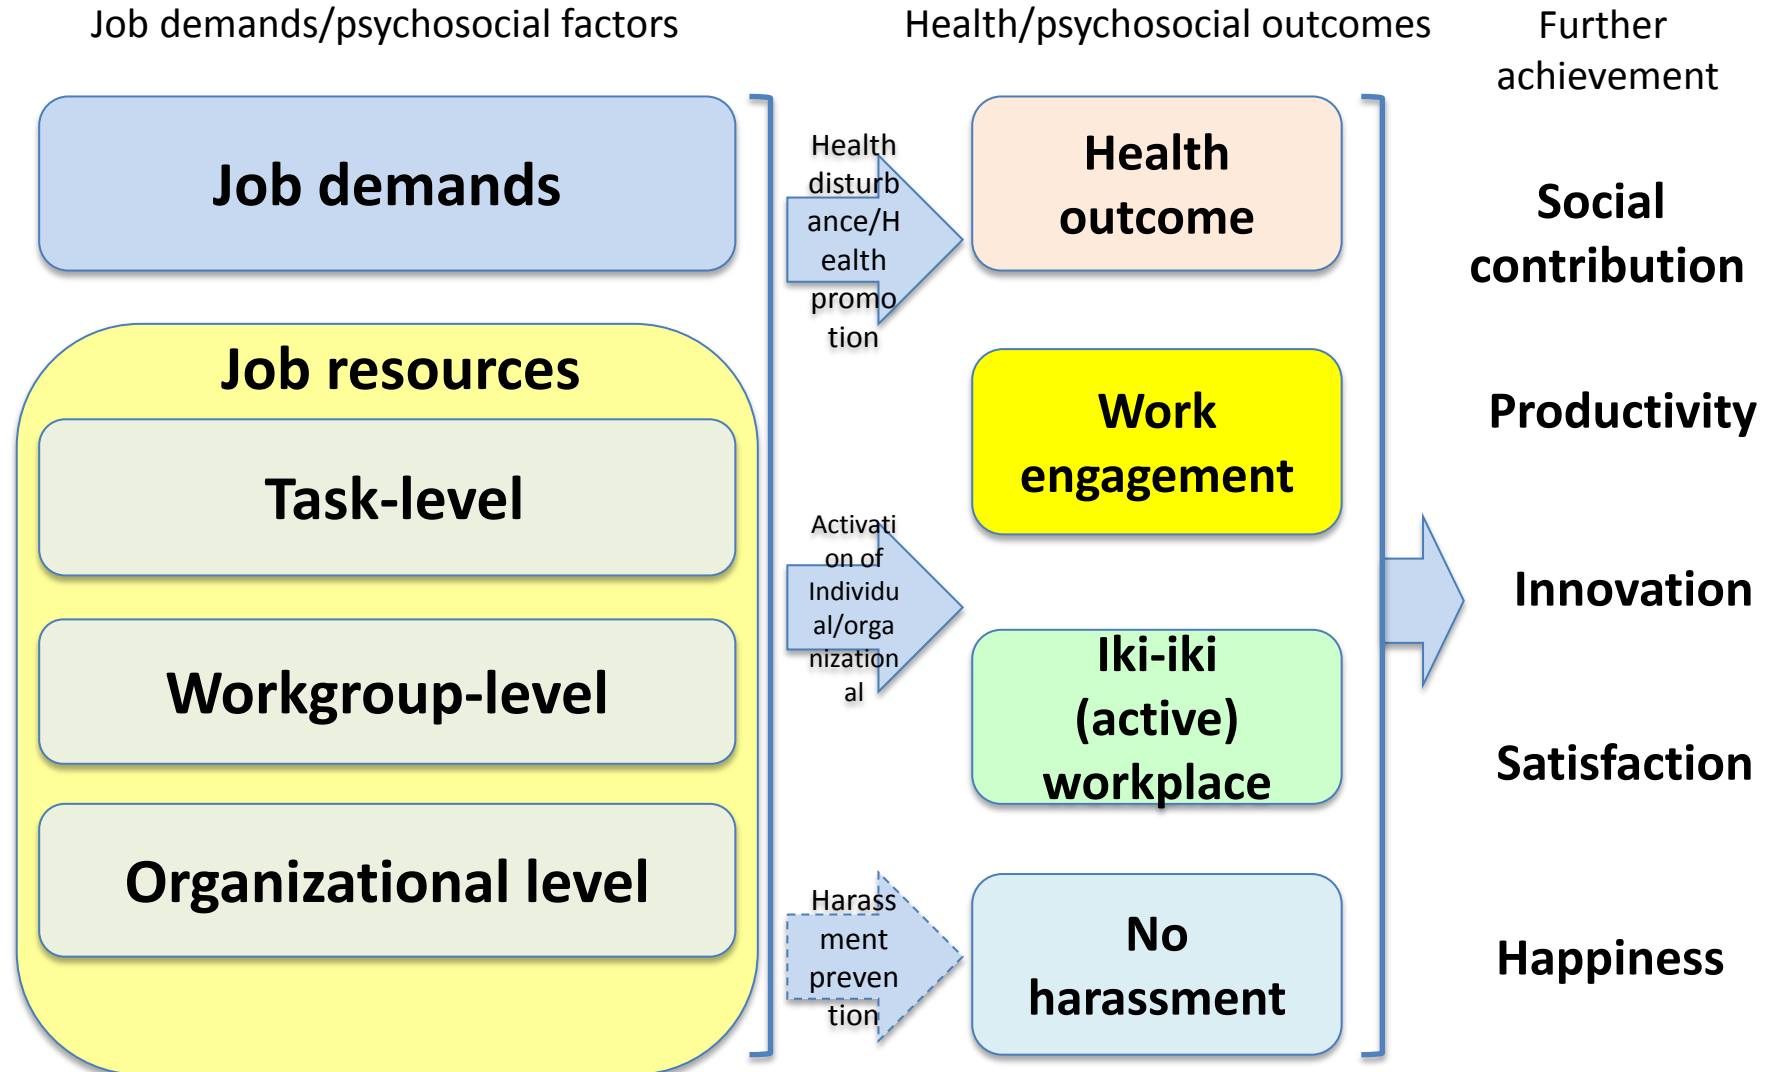 Job demands/psychosocial factors
Job demands
Job resources
Task-level
Workgroup-level
Organizational level
Health
disturb
ance/H
ealth
promo
tion
Activati
on of
Individu
al/orga
nization
al
Harass
ment
preven
tion
Health/psychosocial outcomes
Health
outcome
Work
engagement
Iki-iki
(active)
workplace
No
harassment
Further
achievement
Social
contribution
Productivity
Innovation
Satisfaction
Happiness